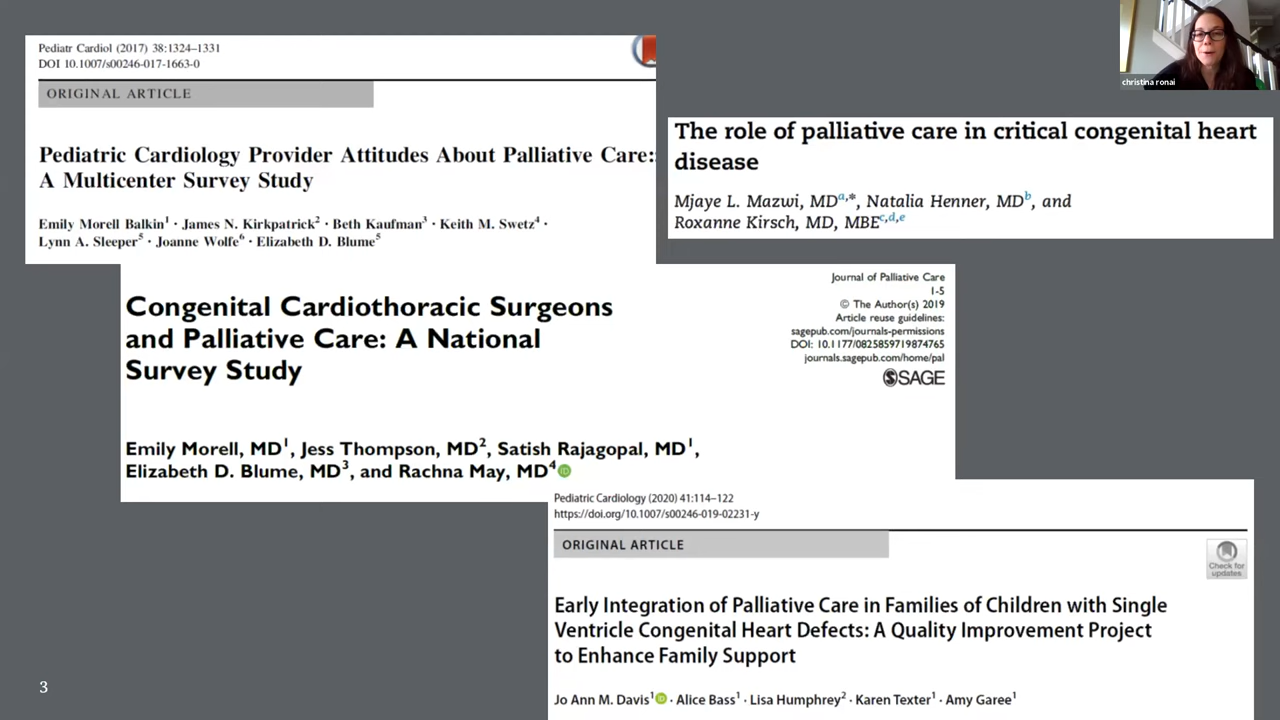 Pediatr Cardiol (2017) 38:1324–1331
DOI 10.1007/s00246-017-1663-0
ORIGINAL ARTICLE
Pediatric Cardiology Provider Attitudes About Palliative Care:
A Multicenter Survey Study
Emily Morell Balkin1 · James N. Kirkpatrick2 · Beth Kaufman3 · Keith M. Swetz4 ·
Lynn A. Sleeper5 · Joanne Wolfe6 · Elizabeth D. Blume5
christina ronai
The role of palliative care in critical congenital heart
disease
Mjaye L. Mazwi, MDa,*, Natalia Henner, MDb, and
Roxanne Kirsch, MD, MBEc,d,e
Congenital Cardiothoracic Surgeons
and Palliative Care: A National
Survey Study
Journal of Palliative Care
1-5
© The Author(s) 2019
Article reuse guidelines:
sagepub.com/journals-permissions
DOI: 10.1177/0825859719874765
journals.sagepub.com/home/pal
SAGE
Emily Morell, MD1, Jess Thompson, MD2, Satish Rajagopal, MD1,
Elizabeth D. Blume, MD3, and Rachna May, MD4 iD
Pediatric Cardiology (2020) 41:114–122
https://doi.org/10.1007/s00246-019-02231-y
ORIGINAL ARTICLE
Check for
updates
Early Integration of Palliative Care in Families of Children with Single
Ventricle Congenital Heart Defects: A Quality Improvement Project
to Enhance Family Support
Jo Ann M. Davis1 iD · Alice Bass1 · Lisa Humphrey2 · Karen Texter1 · Amy Garee1
3